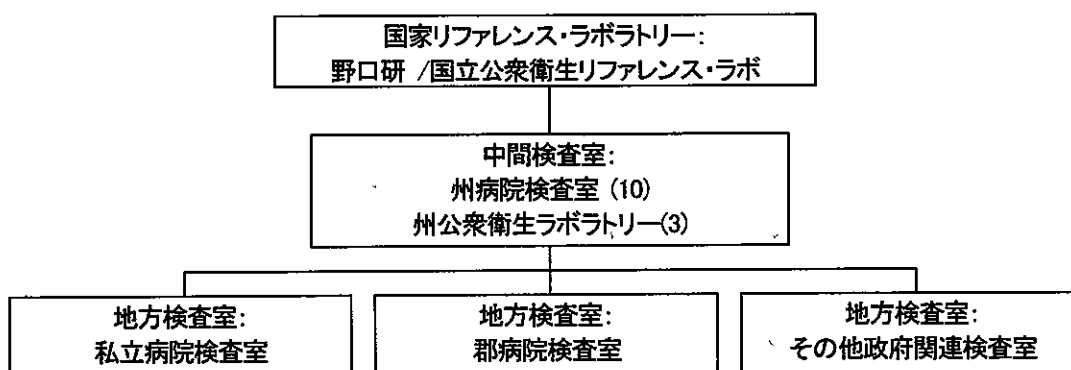 国家リファレンス・ラボラトリー:
野口研 /国立公衆衛生リファレンス・ラボ
中間検査室:
州病院検査室 (10)
州公衆衛生ラボラトリー(3)
地方検査室:
私立病院検査室
地方検査室:
郡病院検査室
地方検査室:
その他政府関連検査室